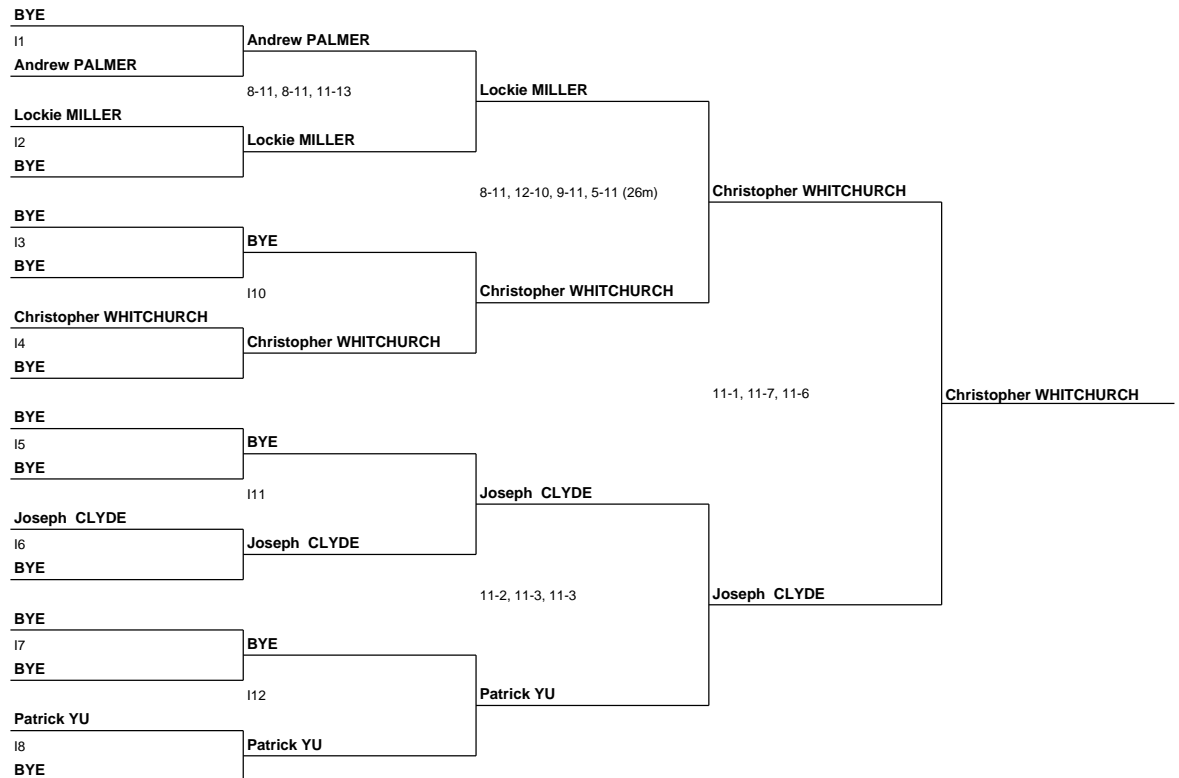 BYE
I1
Andrew PALMER
Andrew PALMER
8-11, 8-11, 11-13
Lockie MILLER
I2
BYE
Lockie MILLER
Lockie MILLER
8-11, 12-10, 9-11, 5-11 (26m)
BYE
I3
BYE
BYE
I10
Christopher WHITCHURCH
I4
BYE
Christopher WHITCHURCH
Christopher WHITCHURCH
Christopher WHITCHURCH
11-1, 11-7, 11-6
Christopher WHITCHURCH
BYE
I5
BYE
BYE
I11
Joseph  CLYDE
I6
BYE
Joseph  CLYDE
Joseph  CLYDE
11-2, 11-3, 11-3
Joseph  CLYDE
BYE
I7
BYE
BYE
I12
Patrick YU
Patrick YU
I8
BYE
Patrick YU